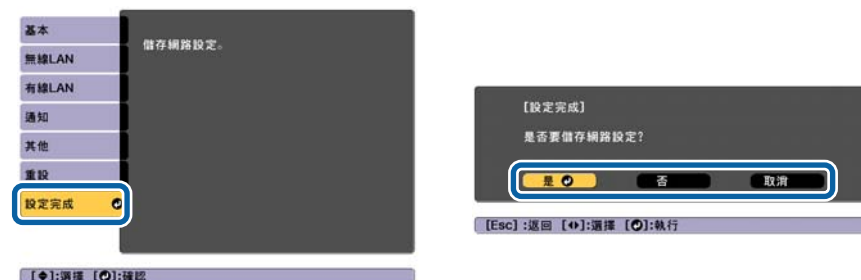 基本
無線LAN
有線LAN
通知
其他
重設
設定完成
儲存網路設定。
[◆]:選擇 [⏎]:確認
[設定完成]
是否要儲存網路設定?
是 ⏎ 否 取消
[Esc] :返回 [◆]:選擇 [⏎]:執行